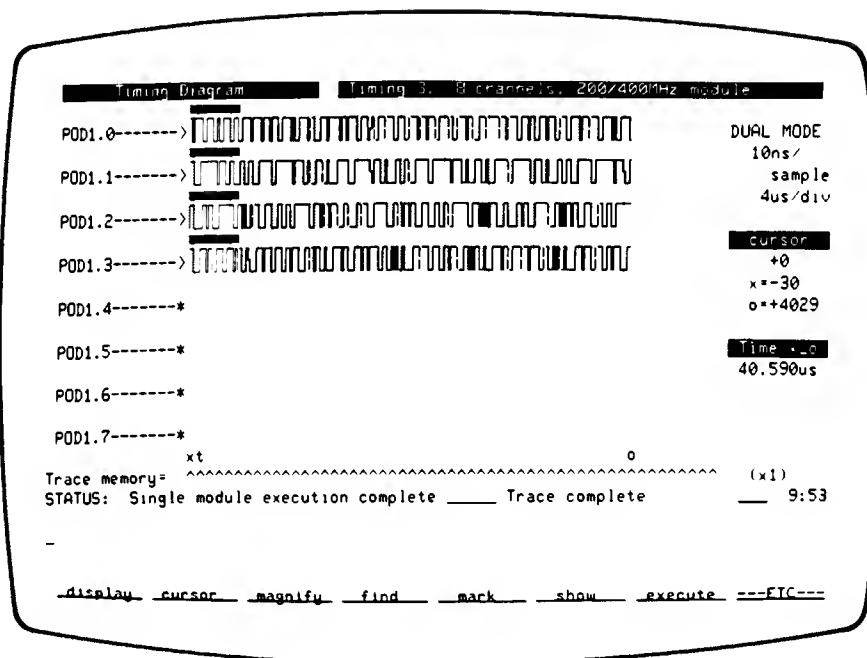 Timing Diagram Timing 3, 8 channels, 200/400MHz module
POD1.0-------> DUAL MODE
10ns/
POD1.1-------> sample
4us/div
POD1.2------->
cursor
POD1.3-------> +0
x=-30
POD1.4-------* o=+4029
POD1.5-------* Time x_o
40.590us
POD1.6-------*
POD1.7-------*
xt o
Trace memory= ^^^^^^^^^^^^^^^^^^^^^^^^^^^^^^^^^^^^^^^^^^^^^^^^^^^^^ (x1)
STATUS: Single module execution complete _____ Trace complete ___ 9:53
_
display cursor magnify find mark show execute ---ETC---